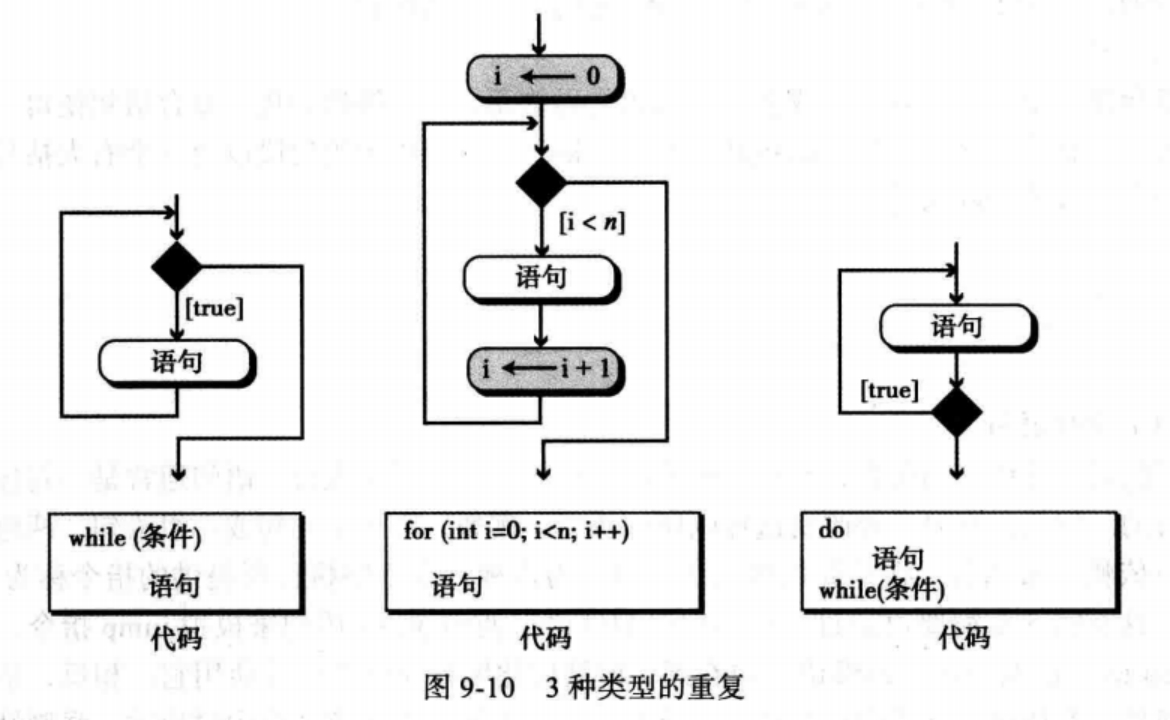 [true]
语句
while (条件)
语句
代码
i ← 0
[i < n]
语句
i ← i + 1
for (int i=0; i<n; i++)
语句
代码
语句
[true]
do
语句
while(条件)
代码
图 9-10 3 种类型的重复